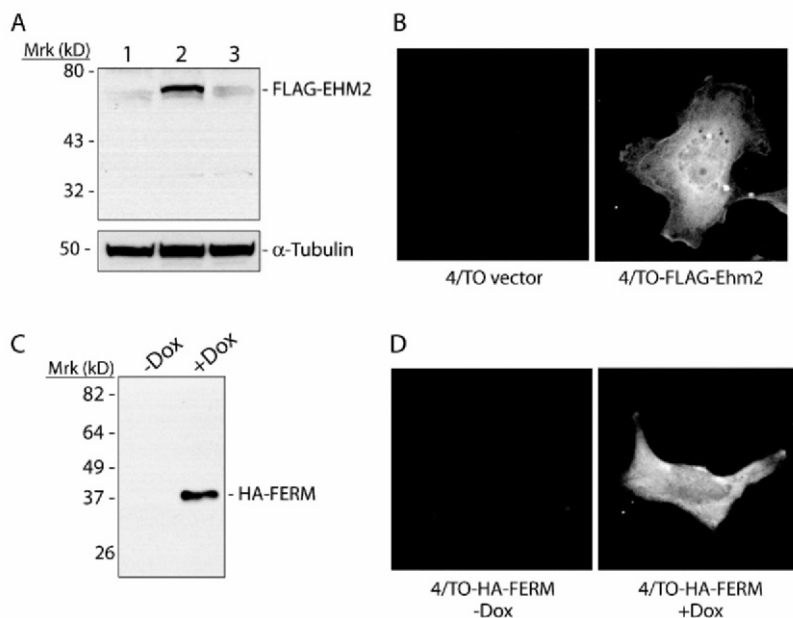 A
Mrk (kD) 1 2 3
80 -
- FLAG-EHM2
43 -
32 -
50 - - α-Tubulin
B
4/TO vector 4/TO-FLAG-Ehm2
C
-Dox +Dox
Mrk (kD)
82 -
64 -
49 -
37 - - HA-FERM
26
D
4/TO-HA-FERM 4/TO-HA-FERM
-Dox +Dox